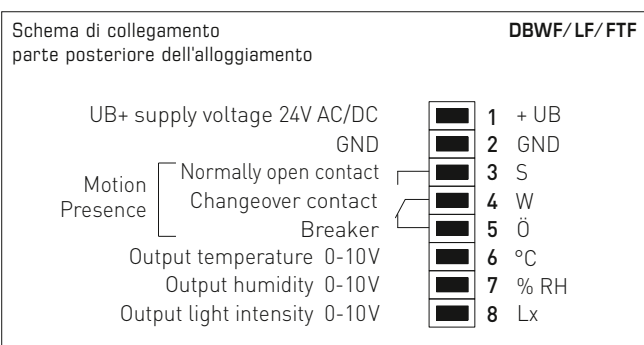 Schema di collegamento DBWF/LF/FTF
parte posteriore dell'alloggiamento
UB+ supply voltage 24V AC/DC 1 + UB
GND 2 GND
Motion
Presence
Normally open contact 3 S
Changeover contact 4 W
Breaker 5 Ö
Output temperature 0-10V 6 °C
Output humidity 0-10V 7 % RH
Output light intensity 0-10V 8 Lx